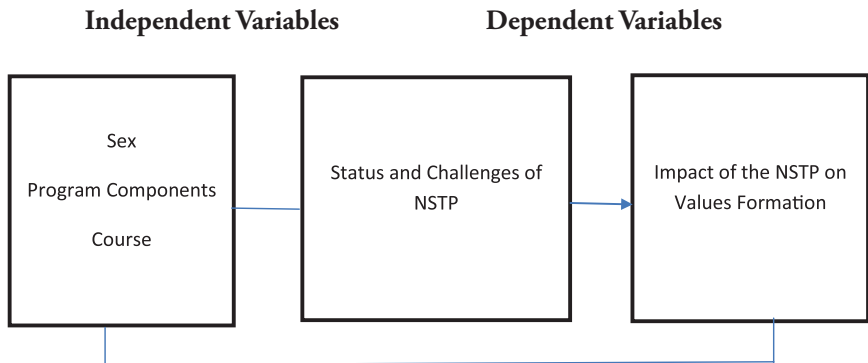 Independent Variables
Dependent Variables
Sex
Program Components
Course
Status and Challenges of
NSTP
Impact of the NSTP on
Values Formation